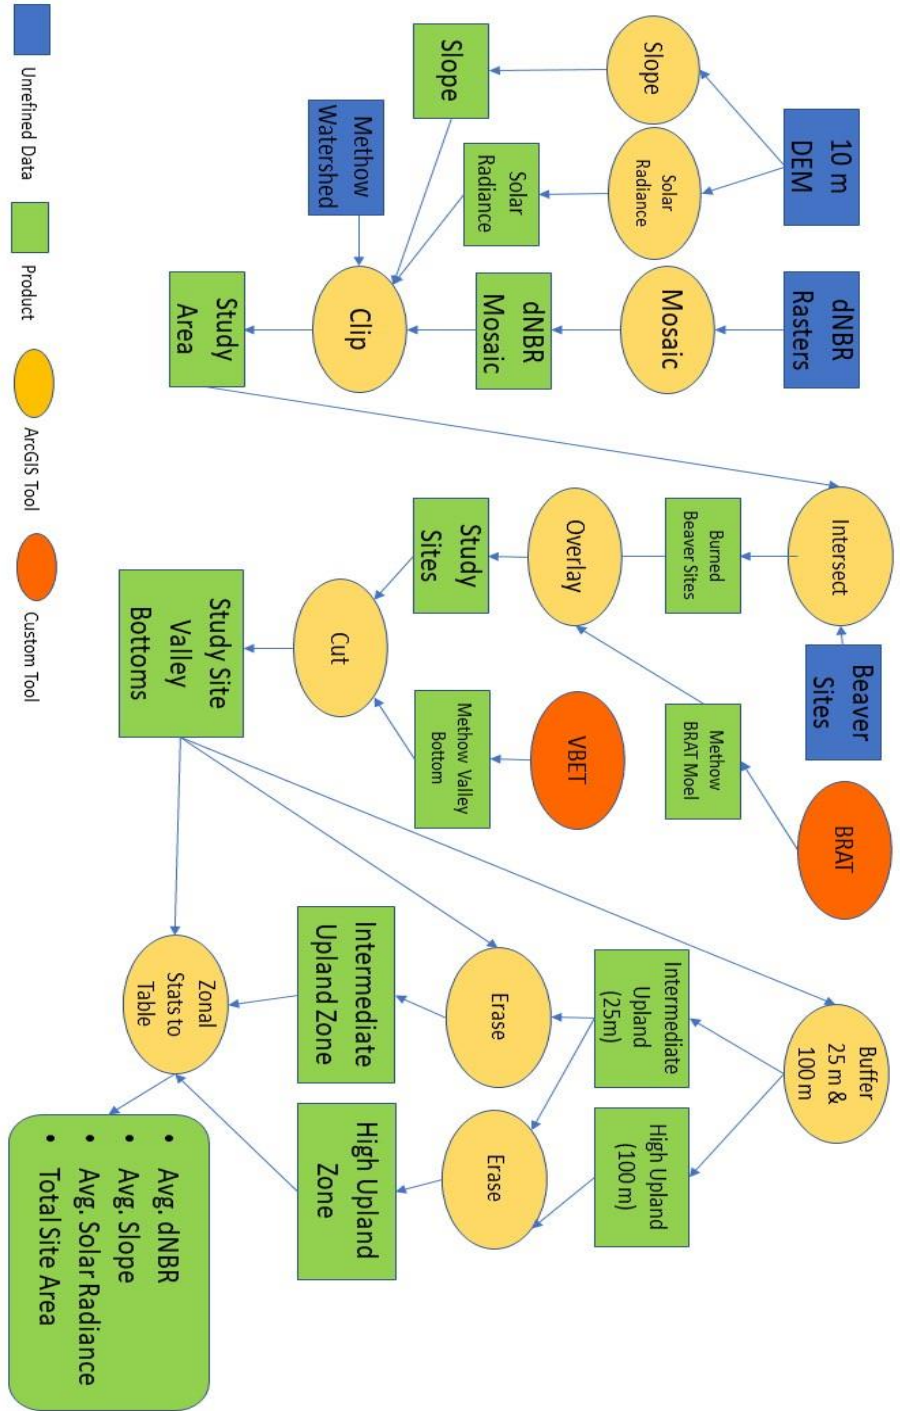 10 m
DEM
dNBR
Rasters
Slope
Solar
Radiance
Mosaic
Slope
Solar
Radiance
dNBR
Mosaic
Methow
Watershed
Clip
Study
Area
Intersect
Beaver
Sites
BRAT
Burned
Beaver Sites
Methow
BRAT Moel
Overlay
VBET
Study
Sites
Methow Valley
Bottom
Cut
Study Site
Valley
Bottoms
Buffer
25 m &
100 m
Intermediate
Upland
(25m)
High Upland
(100 m)
Erase
Erase
Intermediate
Upland Zone
High Upland
Zone
Zonal
Stats to
Table
• Avg. dNBR
• Avg. Slope
• Avg. Solar Radiance
• Total Site Area
Unrefined Data
Product
ArcGIS Tool
Custom Tool